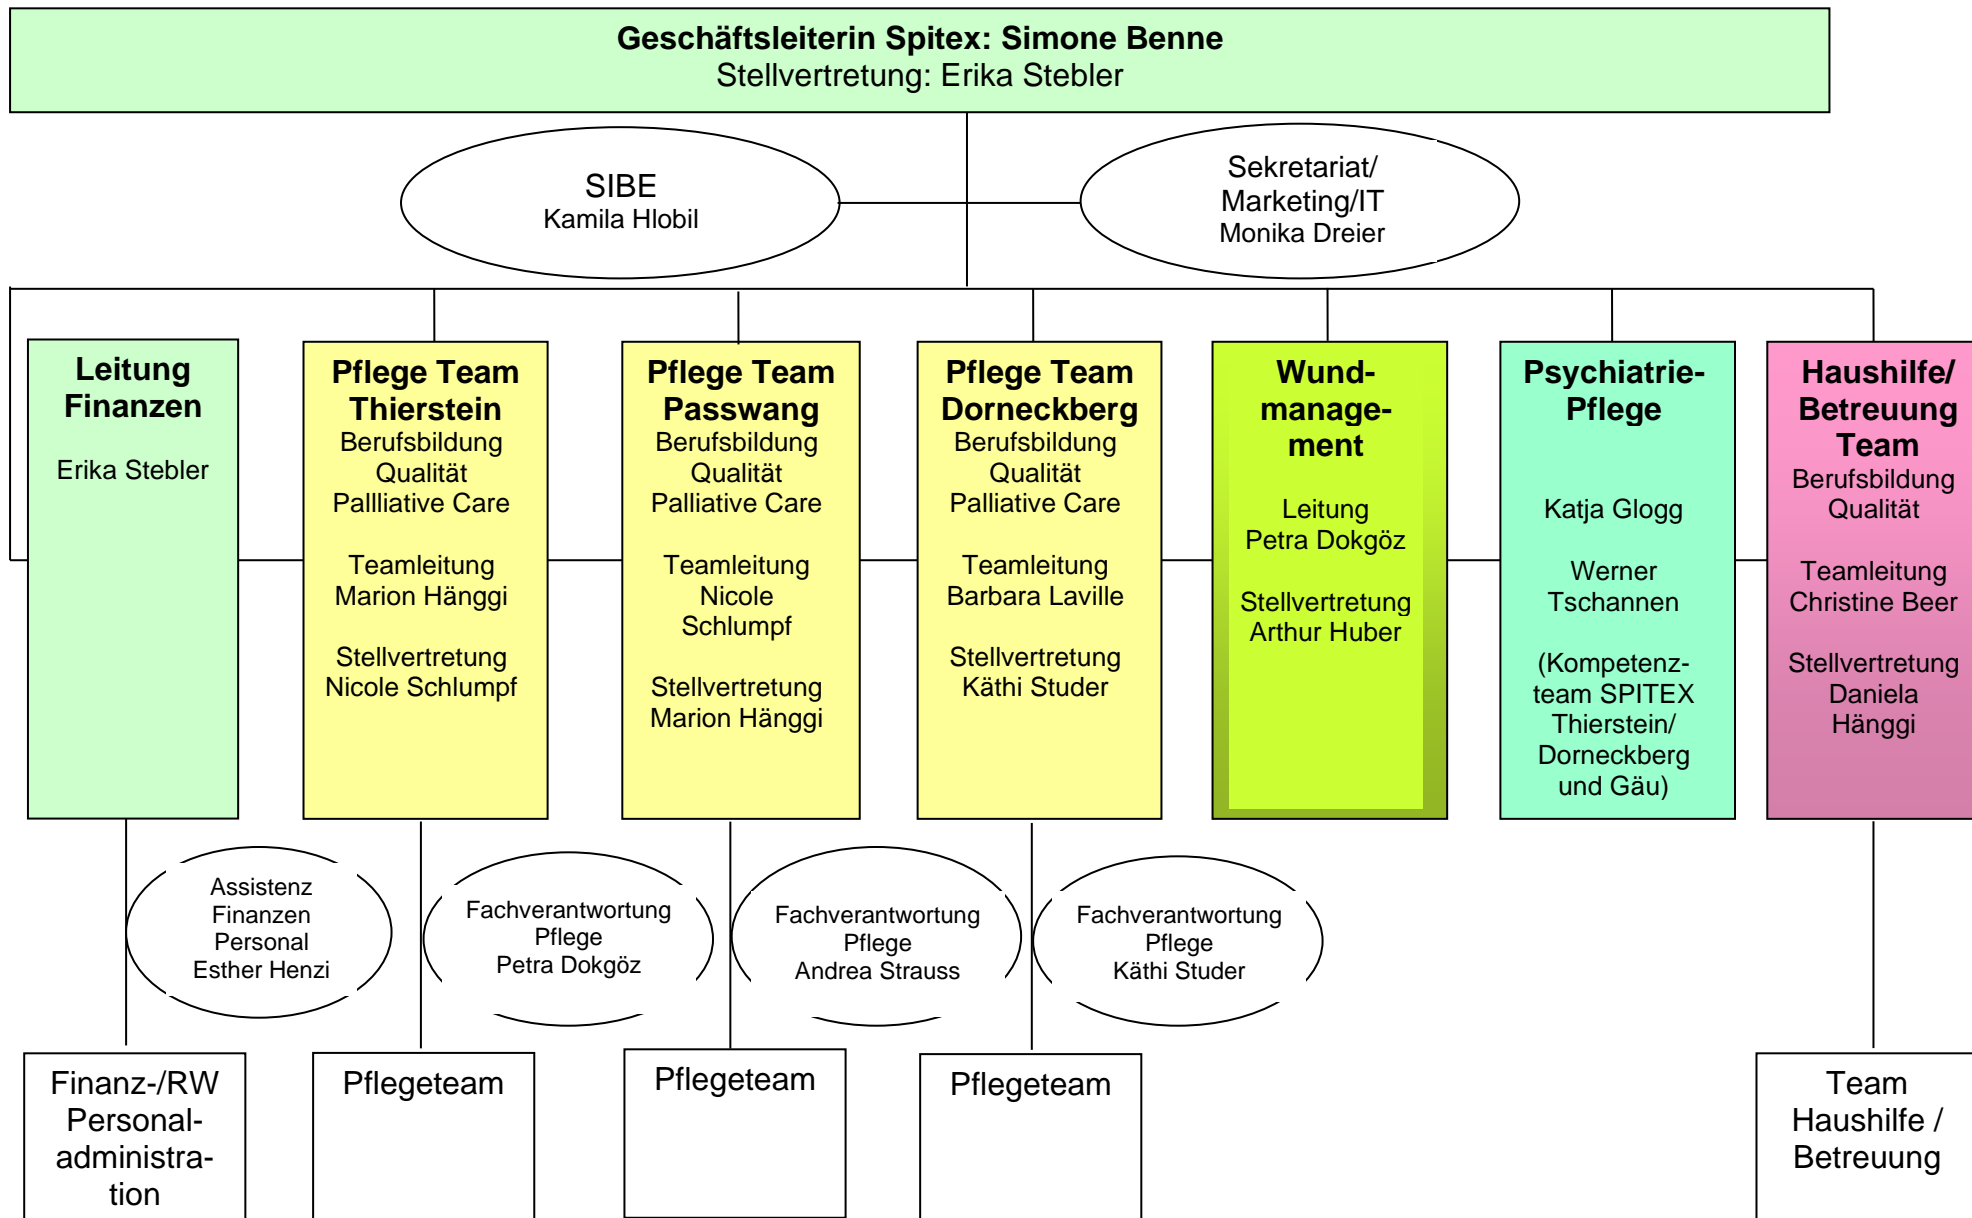 Geschäftsleiterin Spitex: Simone Benne
Stellvertretung: Erika Stebler
SIBE
Kamila Hlobil
Sekretariat/
Marketing/IT
Monika Dreier
Leitung
Finanzen
Erika Stebler
Pflege Team
Thierstein
Berufsbildung
Qualität
Pallliative Care
Teamleitung
Marion Hänggi
Stellvertretung
Nicole Schlumpf
Pflege Team
Passwang
Berufsbildung
Qualität
Palliative Care
Teamleitung
Nicole
Schlumpf
Stellvertretung
Marion Hänggi
Pflege Team
Dorneckberg
Berufsbildung
Qualität
Palliative Care
Teamleitung
Barbara Laville
Stellvertretung
Käthi Studer
Wund-
manage-
ment
Leitung
Petra Dokgöz
Stellvertretung
Arthur Huber
Psychiatrie-
Pflege
Katja Glogg
Werner
Tschannen
(Kompetenz-
team SPITEX
Thierstein/
Dorneckberg
und Gäu)
Haushilfe/
Betreuung
Team
Berufsbildung
Qualität
Teamleitung
Christine Beer
Stellvertretung
Daniela
Hänggi
Assistenz
Finanzen
Personal
Esther Henzi
Fachverantwortung
Pflege
Petra Dokgöz
Fachverantwortung
Pflege
Andrea Strauss
Fachverantwortung
Pflege
Käthi Studer
Finanz-/RW
Personal-
administra-
tion
Pflegeteam
Pflegeteam
Pflegeteam
Team
Haushilfe /
Betreuung